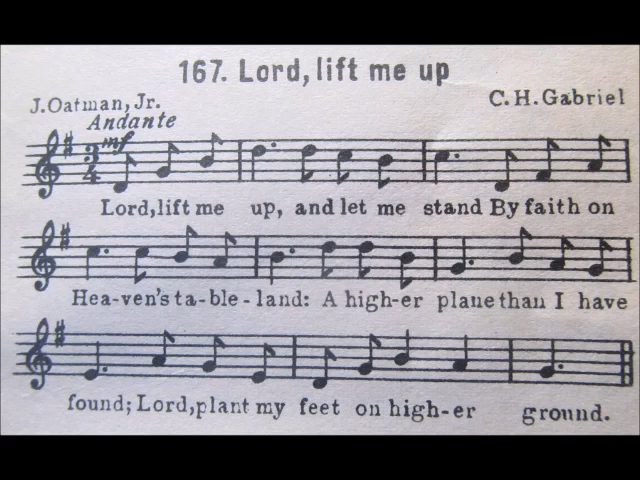 167. Lord, lift me up
J. Oatman, Jr.
C. H. Gabriel
Andante
mf
3
4
Lord, lift me up, and let me stand By faith on
Hea-ven's ta-ble-land: A high-er plane than I have
found; Lord, plant my feet on high-er ground.